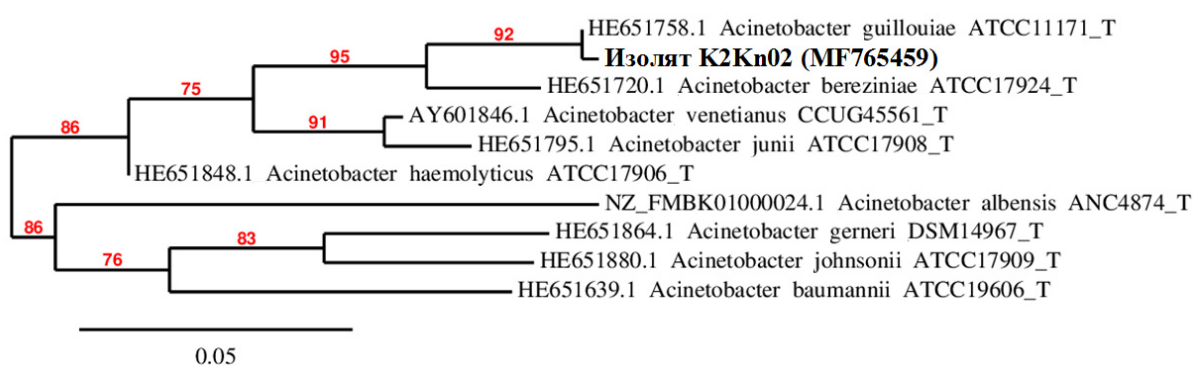 92
HE651758.1 Acinetobacter guillouiae ATCC11171_T
Изолят K2Kn02 (MF765459)
95
HE651720.1 Acinetobacter bereziniae ATCC17924_T
75
AY601846.1 Acinetobacter venetianus CCUG45561_T
91
HE651795.1 Acinetobacter junii ATCC17908_T
86
HE651848.1 Acinetobacter haemolyticus ATCC17906_T
NZ_FMBK01000024.1 Acinetobacter albensis ANC4874_T
86
HE651864.1 Acinetobacter gerneri DSM14967_T
83
HE651880.1 Acinetobacter johnsonii ATCC17909_T
76
HE651639.1 Acinetobacter baumannii ATCC19606_T
0.05